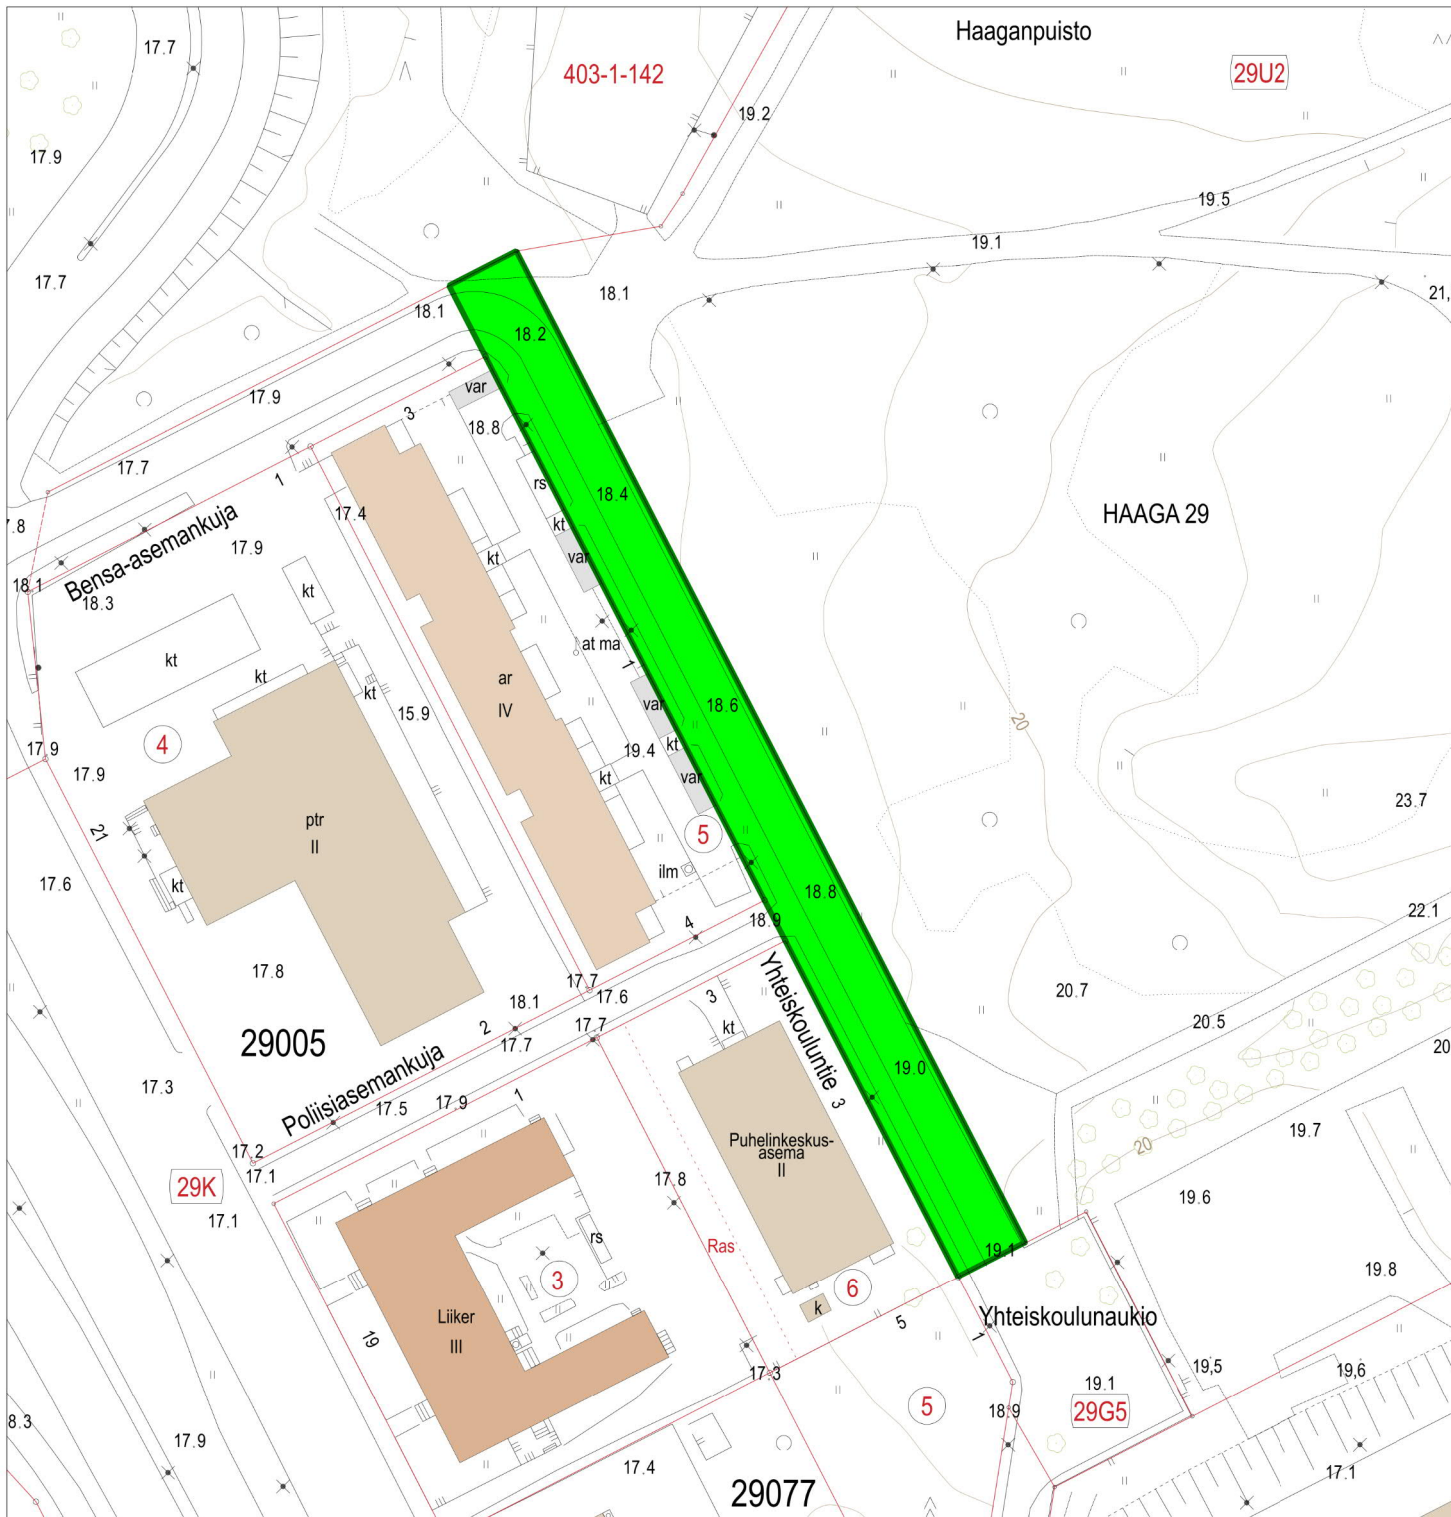 Haaganpuisto
17.7
403-1-142
29U2
19.2
17.9
19.5
19.1
17.7
18.1
21,
18.1
18.2
17.9
var
3
18.8
17.7
1
rs
18.4
17.4
HAAGA 29
7.8
kt
17.9
Bensa-asemankuja
kt
var
18.1
18.3
kt
at ma
kt
1
kt
ar
kt
var
18.6
IV
15.9
20
4
17.9
19.4
kt
17.9
kt
var
23.7
21
ptr
5
II
17.6
ilm
kt
18.8
22.1
4
18.9
17.8
17.7
20.7
18.1
17.6
3
2
17.7
kt
20.5
29005
17.7
20
Yhteiskouluntie
3
19.0
Poliisiasemankuja
17.3
17.5
17.9
1
19.7
Puhelinkeskus-
asema
II
20
17.2
17.1
29K
17.8
19.6
17.1
rs
Ras
19.1
19.8
3
6
k
Liiker
III
19
5
1
Yhteiskoulunaukio
17.3
19,5
19,6
19.1
5
18.9
29G5
8.3
17.9
17.4
17.1
29077